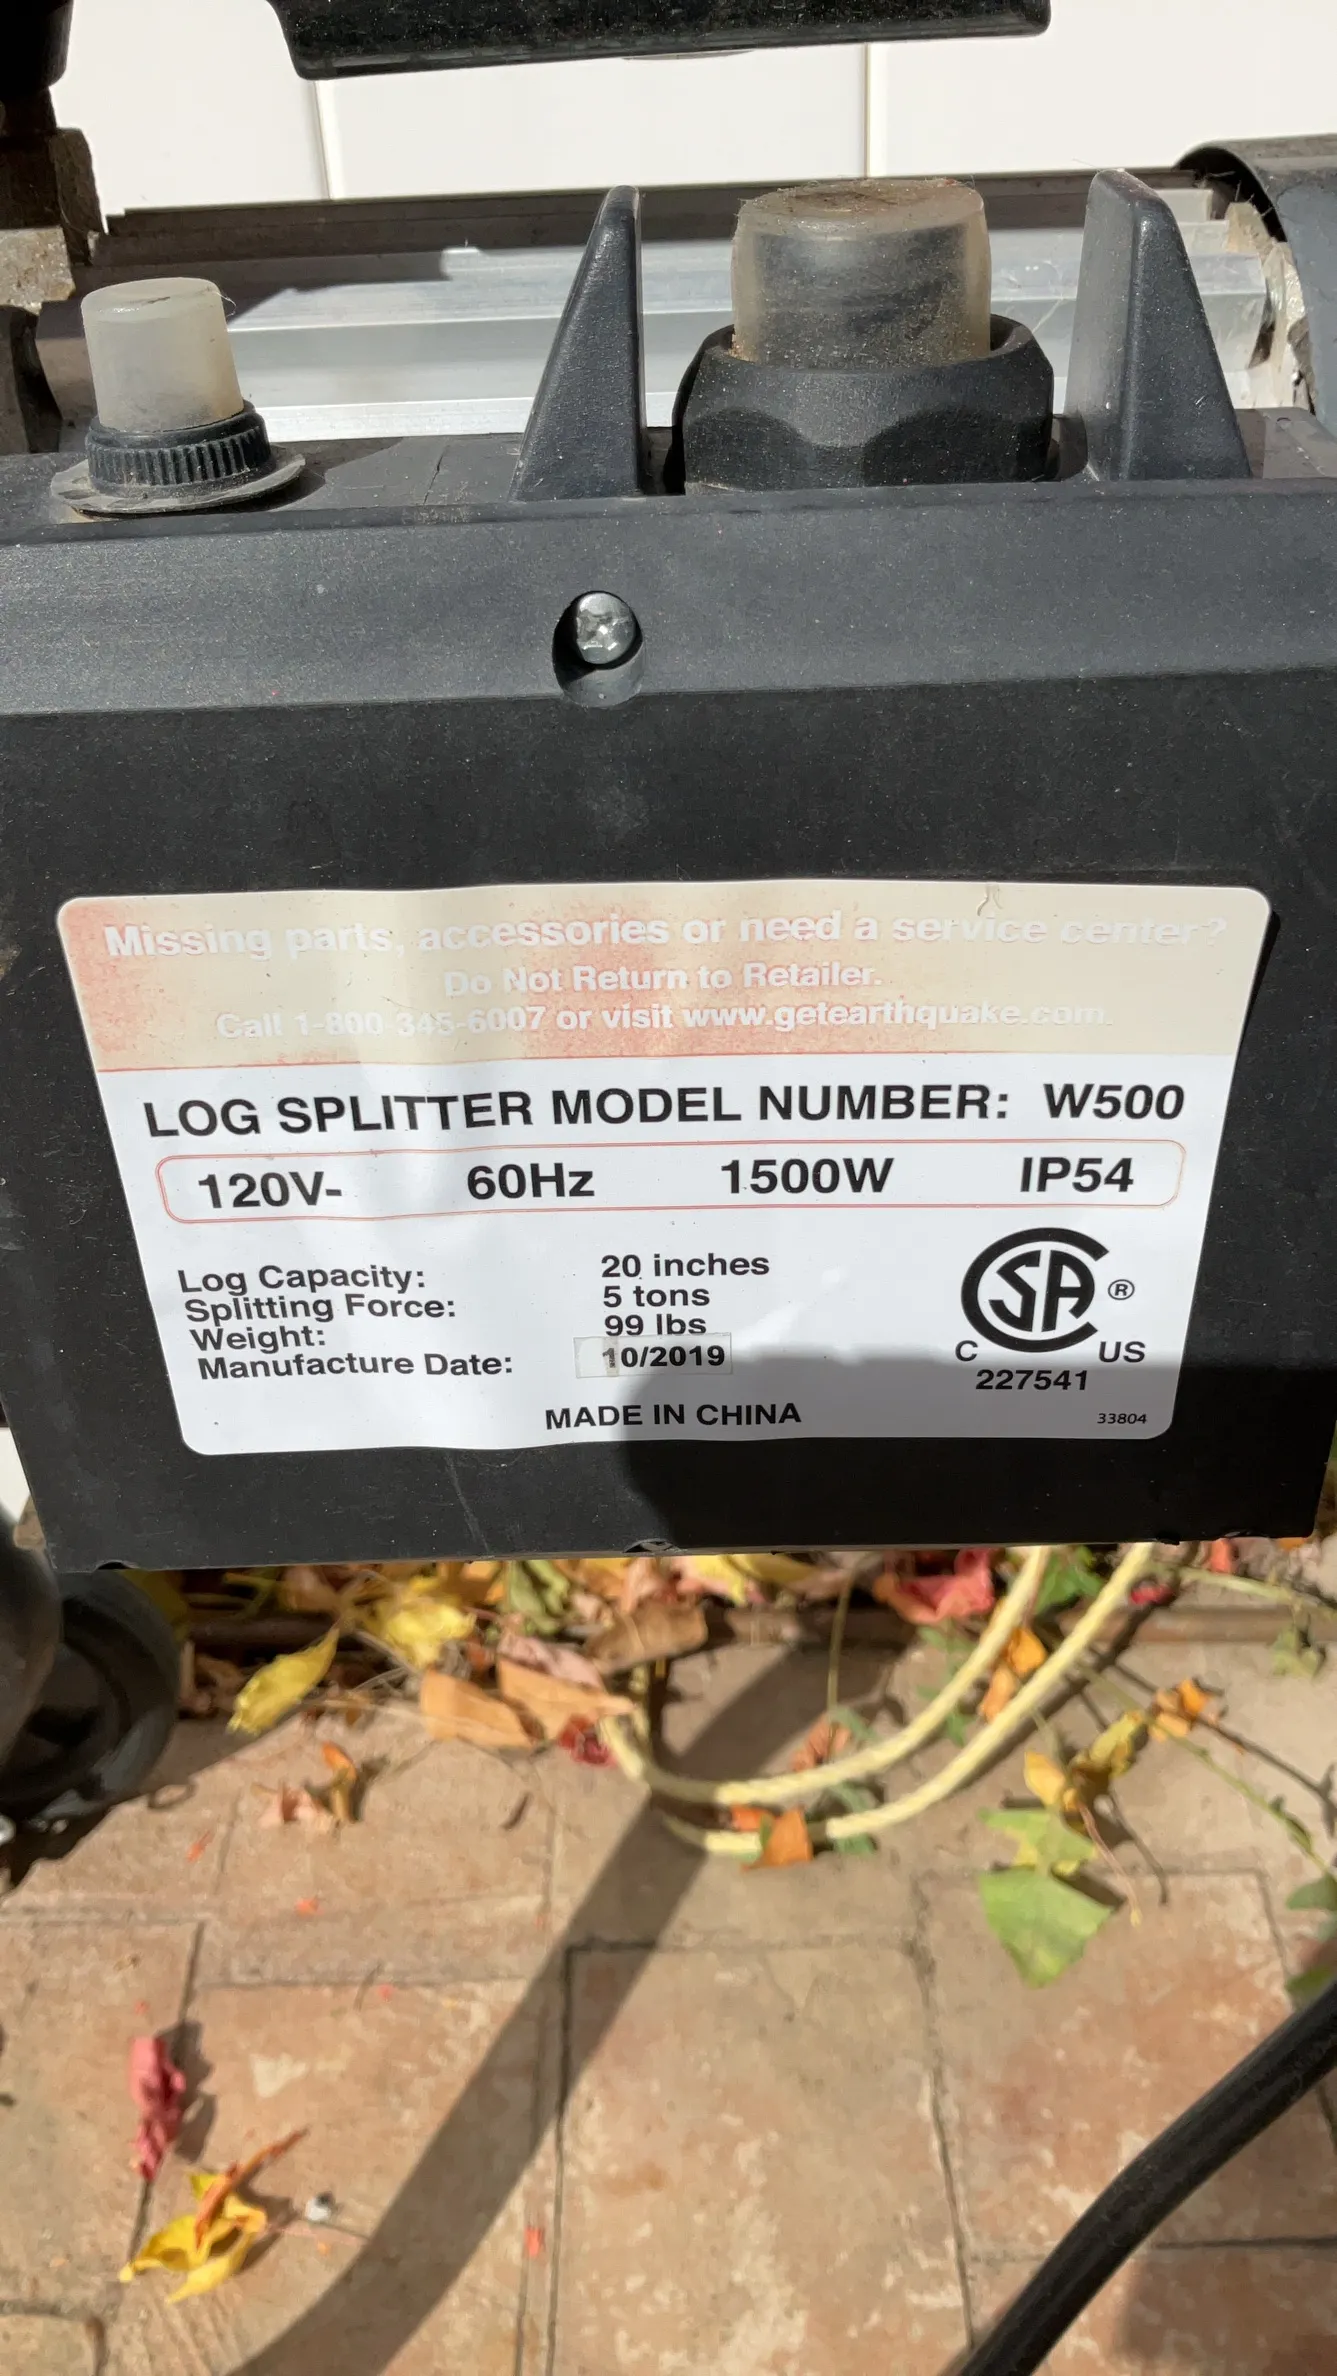 Missing parts, accessories or need a service center?
Do Not Return to Retailer.
Call 1-800-345-6007 or visit www.getearthquake.com.
LOG SPLITTER MODEL NUMBER: W500
120V~ 60Hz 1500W IP54
Log Capacity: 20 inches
Splitting Force: 5 tons
Weight: 99 lbs
Manufacture Date: 10/2019
CSA ®
C US
227541
MADE IN CHINA
33804